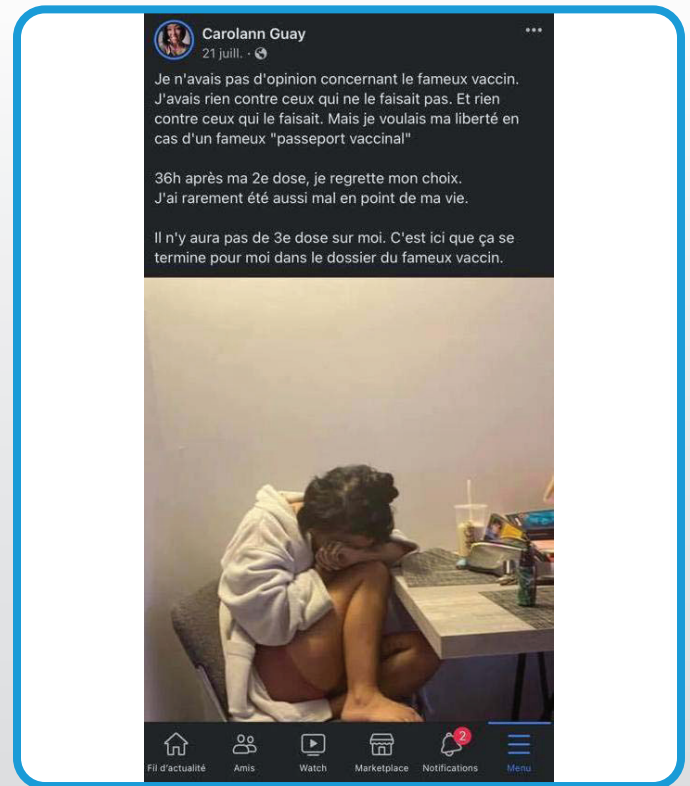 Carolann Guay
21 juill.
Je n'avais pas d'opinion concernant le fameux vaccin.
J'avais rien contre ceux qui ne le faisait pas. Et rien
contre ceux qui le faisait. Mais je voulais ma liberté en
cas d'un fameux "passeport vaccinal"
36h après ma 2e dose, je regrette mon choix.
J'ai rarement été aussi mal en point de ma vie.
Il n'y aura pas de 3e dose sur moi. C'est ici que ça se
termine pour moi dans le dossier du fameux vaccin.
2
Fil d'actualité Amis Watch Marketplace Notifications Menu